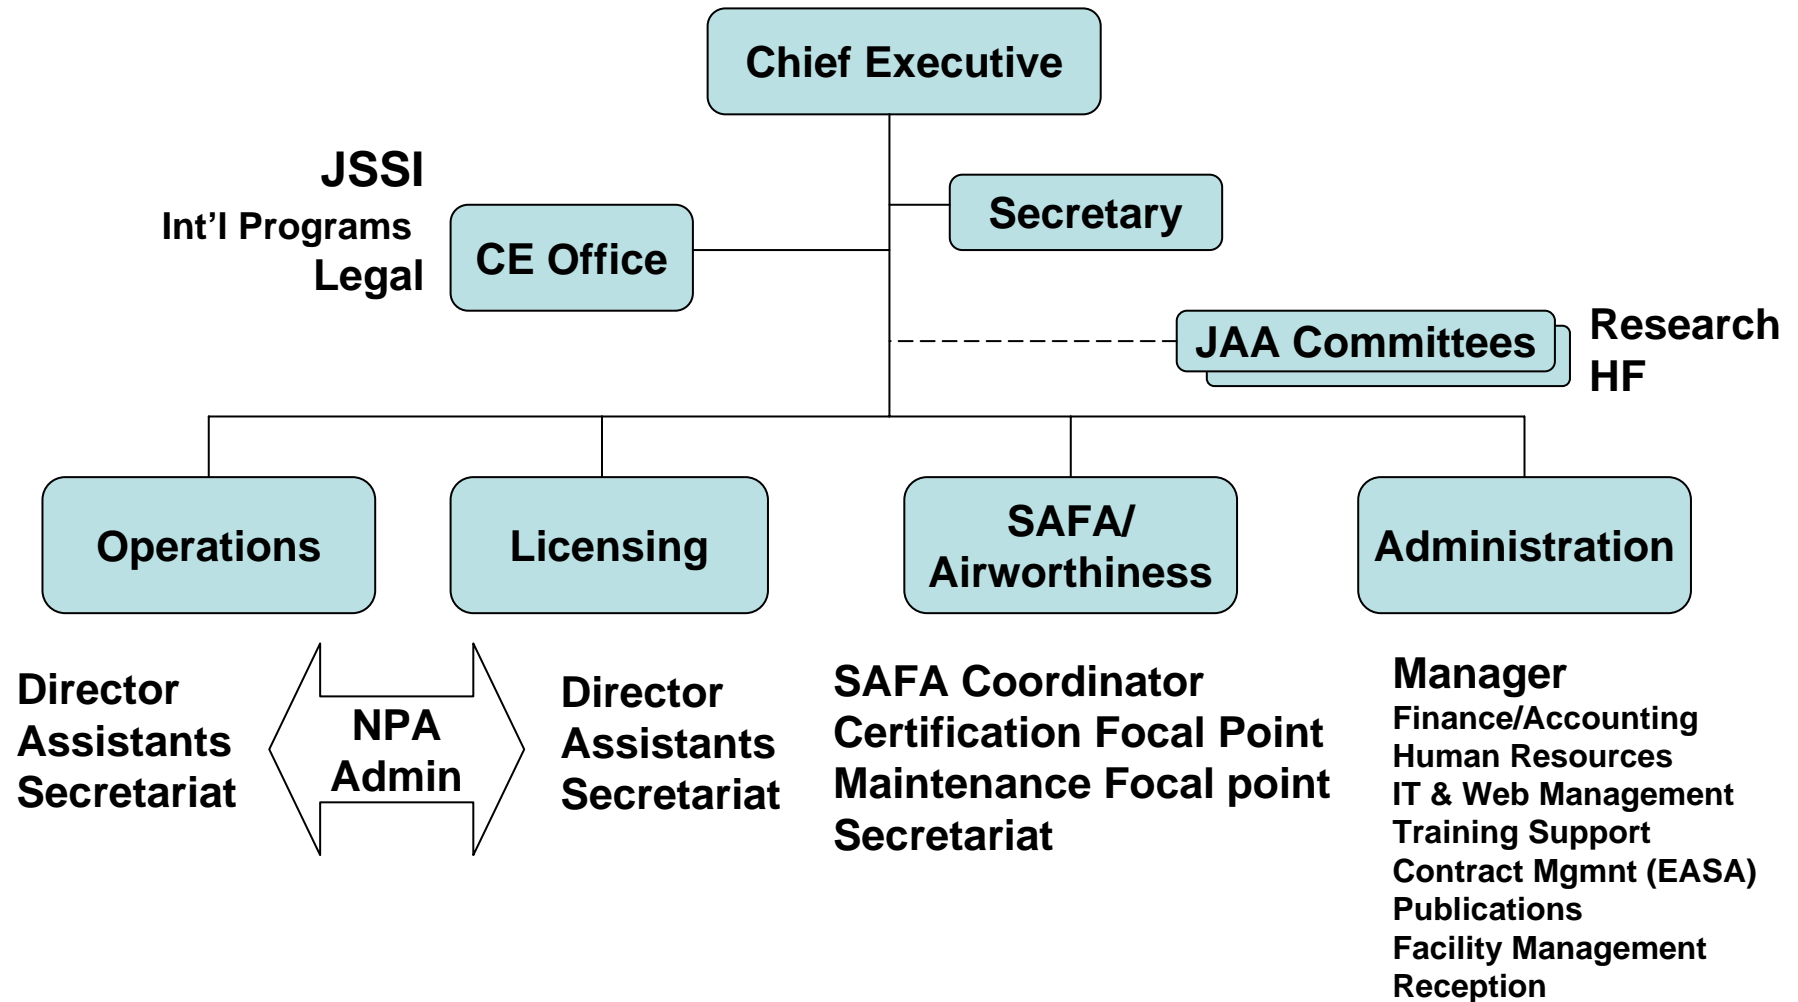 Chief Executive
JSSI
Int’l Programs
Legal
CE Office
Secretary
JAA Committees
Research
HF
Operations
Licensing
SAFA/
Airworthiness
Administration
Director
Assistants
Secretariat
NPA
Admin
Director
Assistants
Secretariat
SAFA Coordinator
Certification Focal Point
Maintenance Focal point
Secretariat
Manager
Finance/Accounting
Human Resources
IT & Web Management
Training Support
Contract Mgmnt (EASA)
Publications
Facility Management
Reception